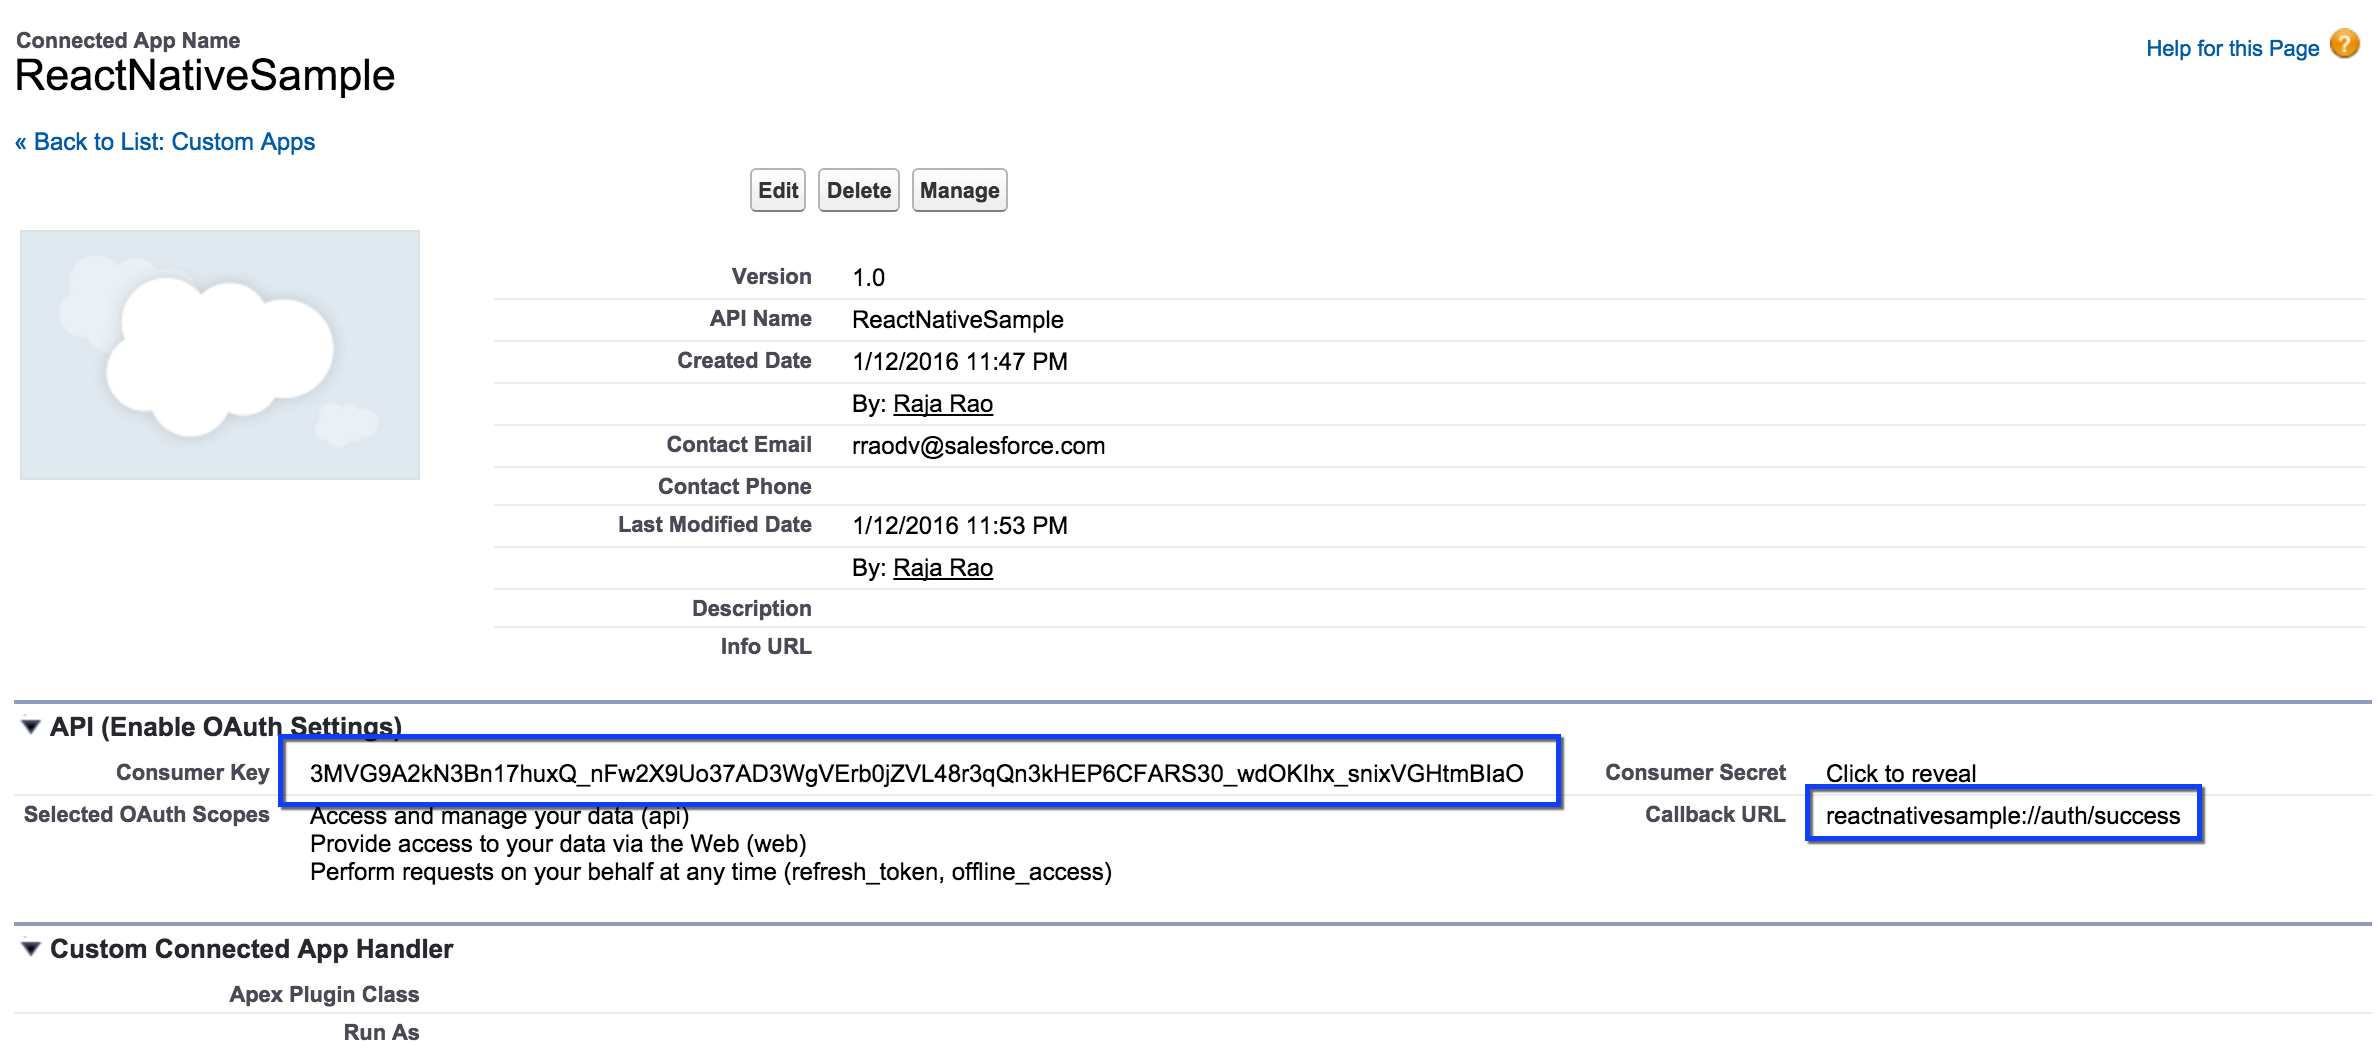 Connected App Name
ReactNativeSample
Help for this Page
« Back to List: Custom Apps
Edit Delete Manage
Version 1.0
API Name ReactNativeSample
Created Date 1/12/2016 11:47 PM
By: Raja Rao
Contact Email rraodv@salesforce.com
Contact Phone
Last Modified Date 1/12/2016 11:53 PM
By: Raja Rao
Description
Info URL
API (Enable OAuth Settings)
Consumer Key 3MVG9A2kN3Bn17huxQ_nFw2X9Uo37AD3WgVErb0jZVL48r3qQn3kHEP6CFARS30_wdOKIhx_snixVGHtmBIaO Consumer Secret Click to reveal
Selected OAuth Scopes Access and manage your data (api) Callback URL reactnativesample://auth/success
Provide access to your data via the Web (web)
Perform requests on your behalf at any time (refresh_token, offline_access)
Custom Connected App Handler
Apex Plugin Class
Run As